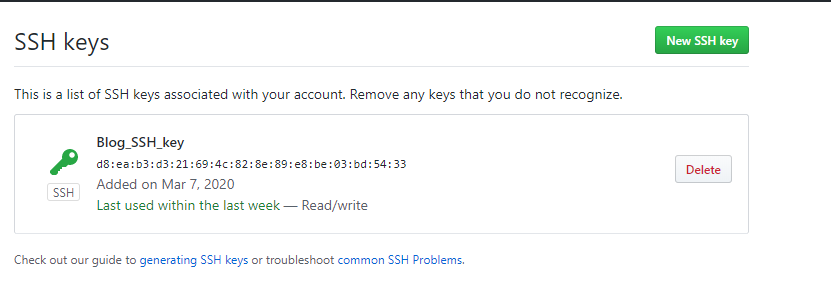 SSH keys
New SSH key
This is a list of SSH keys associated with your account. Remove any keys that you do not recognize.
Blog_SSH_key
d8:ea:b3:d3:21:69:4c:82:8e:89:e8:be:03:bd:54:33
Added on Mar 7, 2020
Last used within the last week — Read/write
SSH
Delete
Check out our guide to generating SSH keys or troubleshoot common SSH Problems.